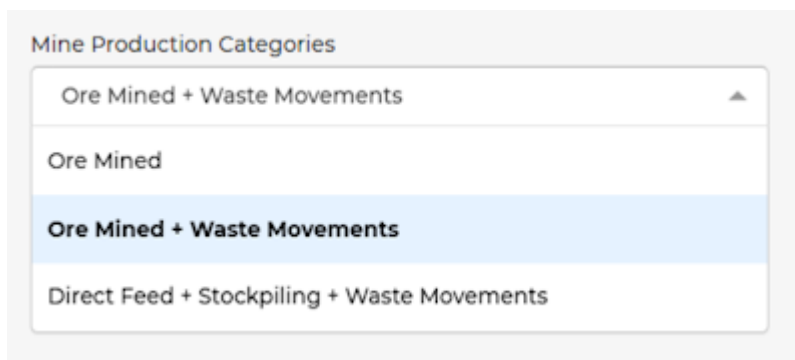 Mine Production Categories
Ore Mined + Waste Movements
Ore Mined
Ore Mined + Waste Movements
Direct Feed + Stockpiling + Waste Movements